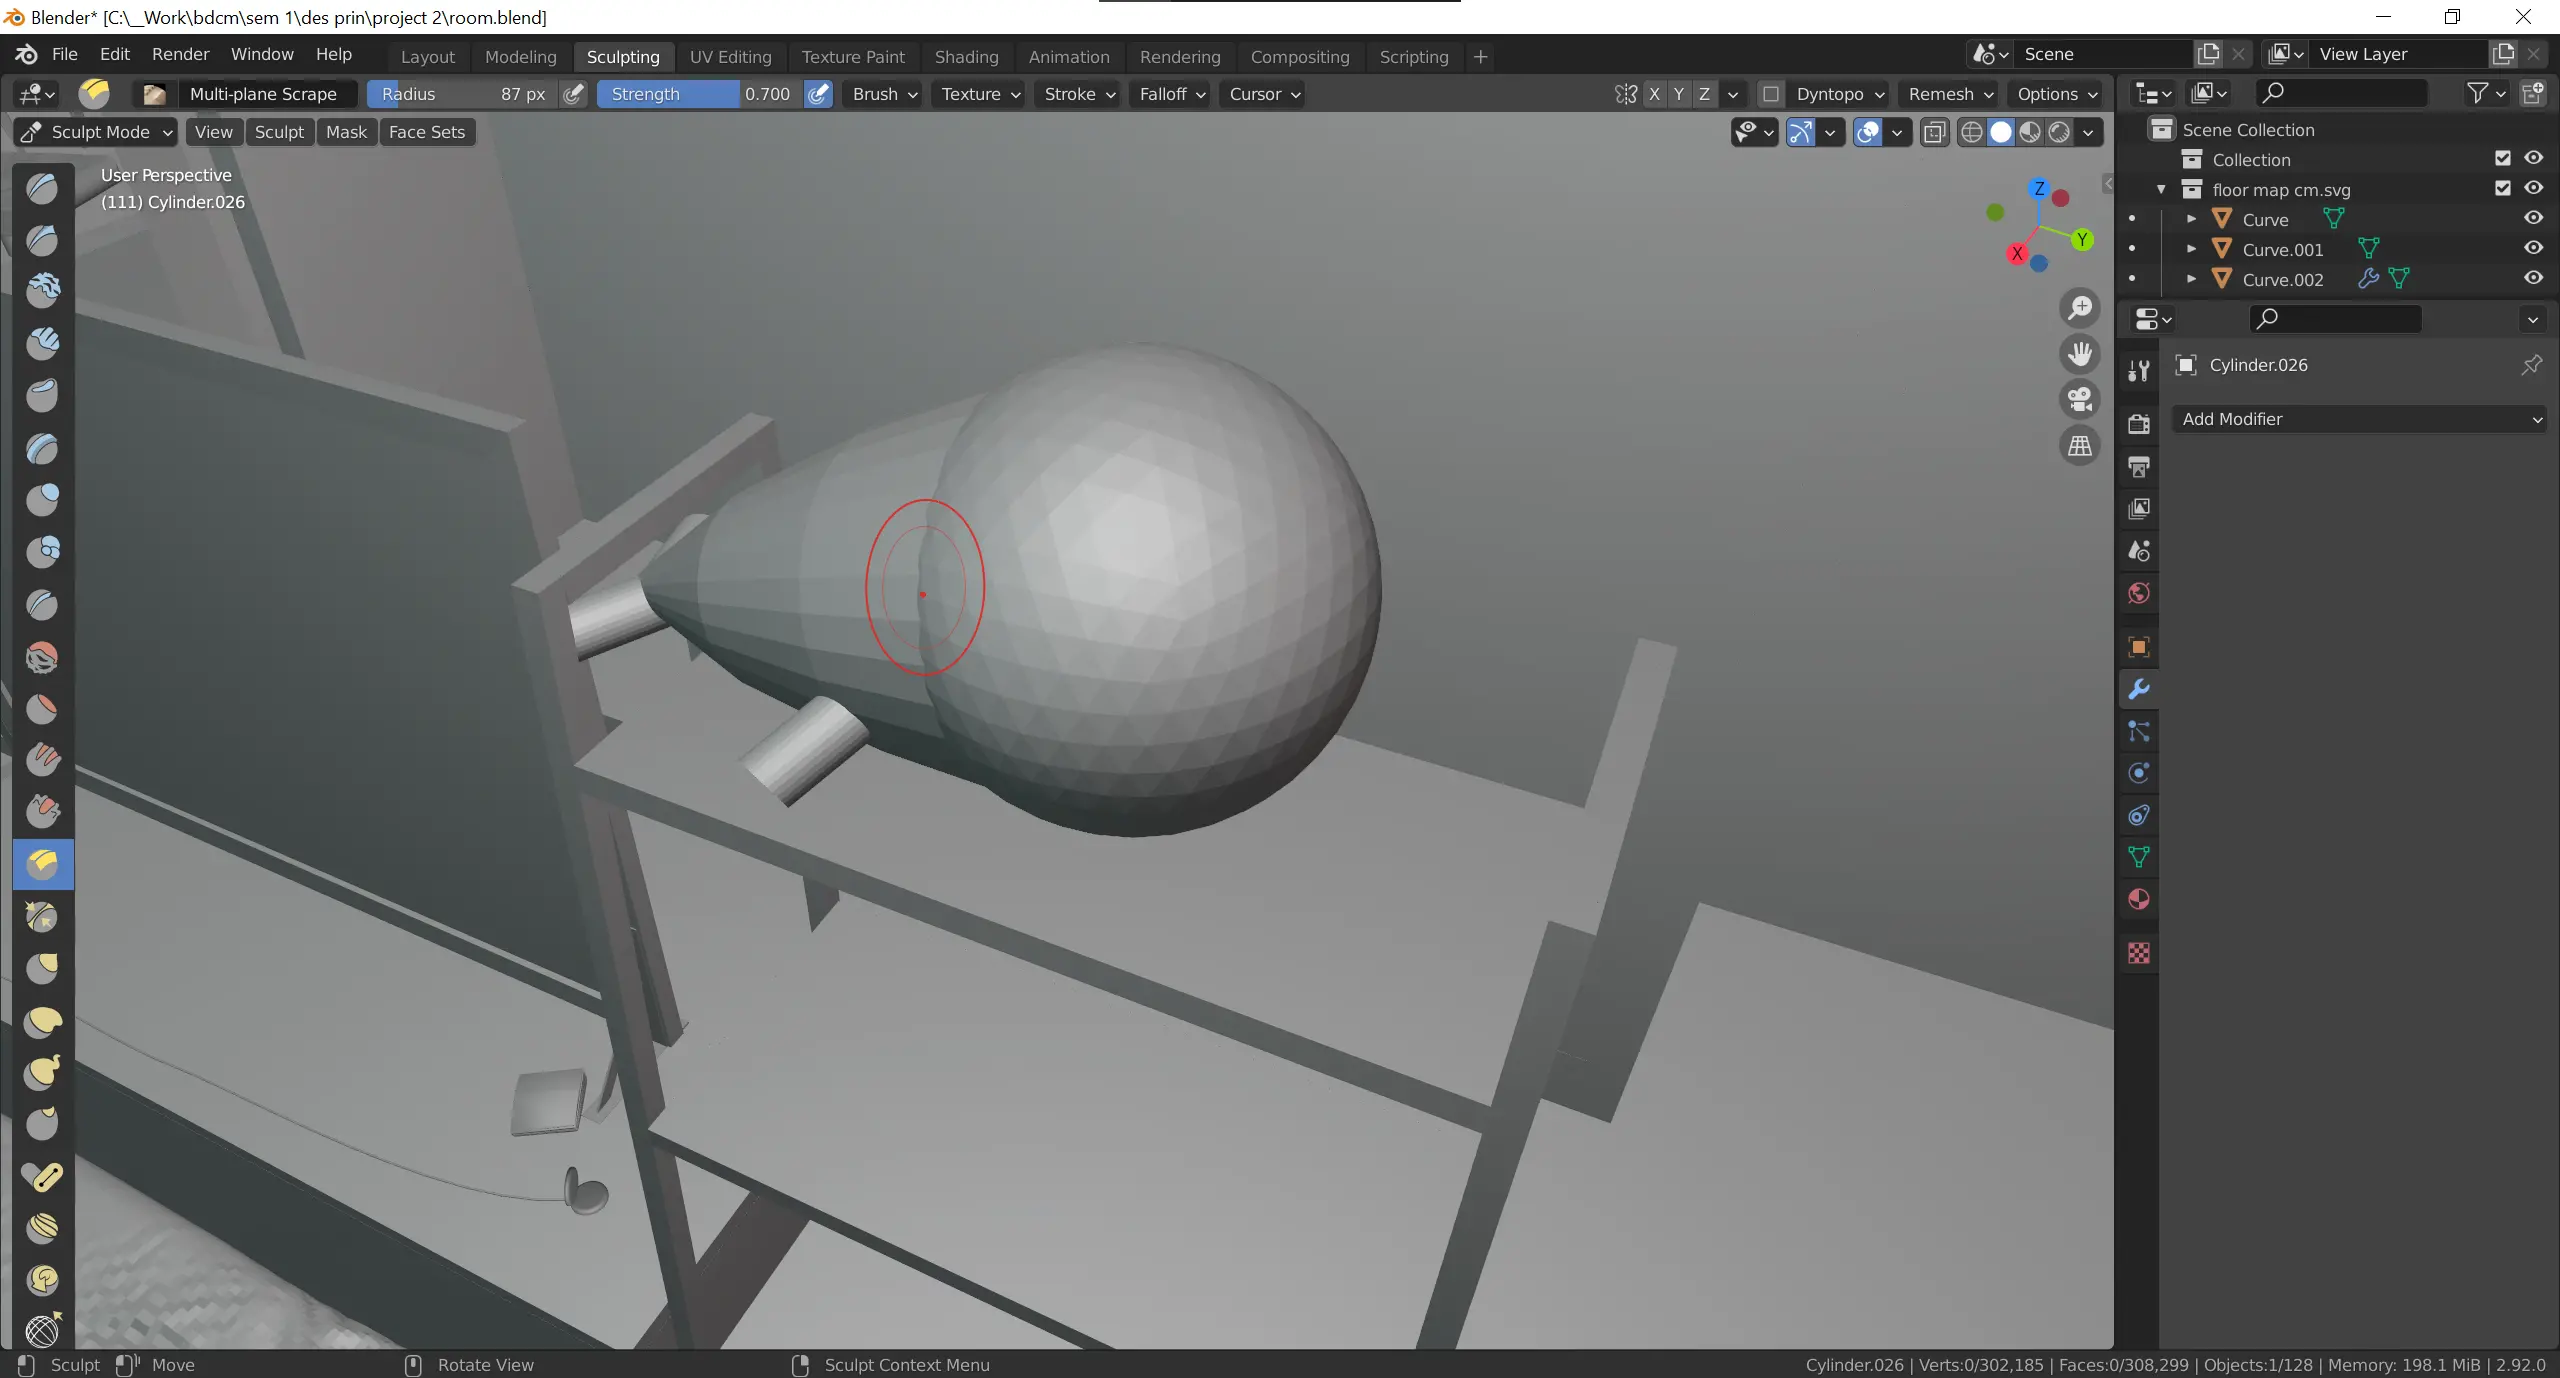 Blender* [C:\__Work\bdcm\sem 1\des prin\project 2\room.blend]
File Edit Render Window Help Layout Modeling Sculpting UV Editing Texture Paint Shading Animation Rendering Compositing Scripting + Scene View Layer
Multi-plane Scrape Radius 87 px Strength 0.700 Brush Texture Stroke Falloff Cursor X Y Z Dyntopo Remesh Options
Sculpt Mode View Sculpt Mask Face Sets
User Perspective
(111) Cylinder.026
Z
Y
X
Scene Collection
Collection
floor map cm.svg
Curve
Curve.001
Curve.002
Cylinder.026
Add Modifier
Sculpt Move Rotate View Sculpt Context Menu Cylinder.026 | Verts:0/302,185 | Faces:0/308,299 | Objects:1/128 | Memory: 198.1 MiB | 2.92.0